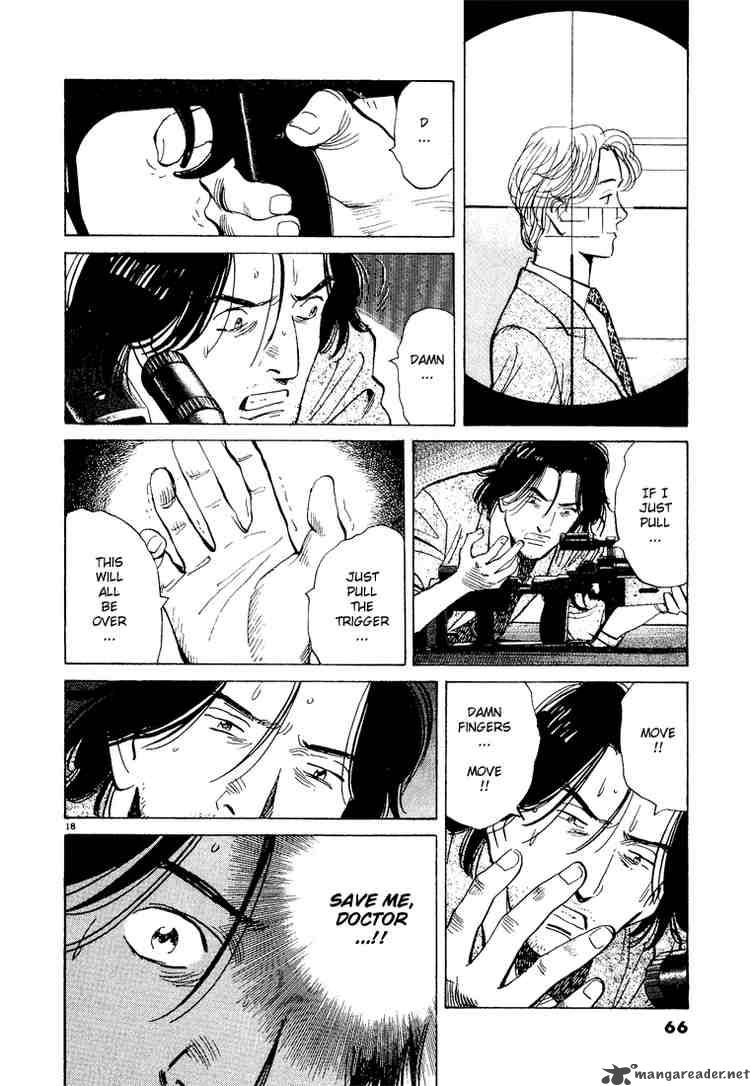 D
...
DAMN
...
IF I
JUST
PULL
...
JUST
PULL
THE
TRIGGER
THIS
WILL
ALL
BE
OVER
...
MOVE
!!
DAMN
FINGERS
...
MOVE
!!
18
SAVE ME,
DOCTOR
...!!
66
mangareader.net